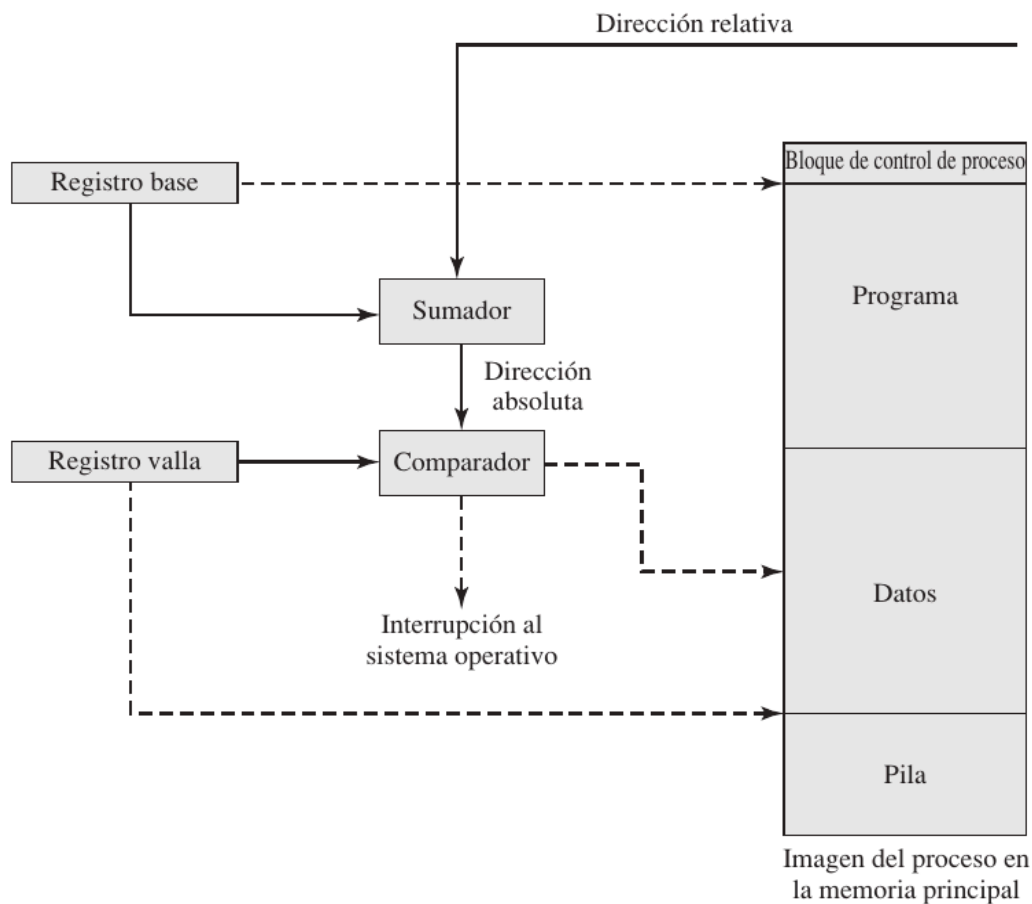 Dirección relativa
Bloque de control de proceso
Registro base
Programa
Sumador
Dirección
absoluta
Registro valla
Comparador
Datos
Interrupción al
sistema operativo
Pila
Imagen del proceso en
la memoria principal